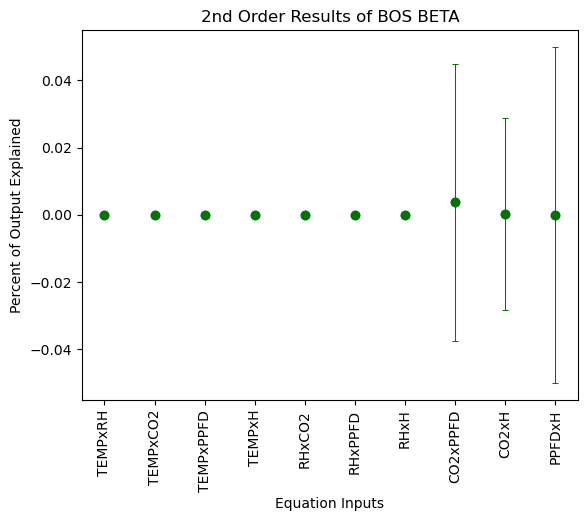 2nd Order Results of BOS BETA
Percent of Output Explained
0.04
0.02
0.00
−0.02
−0.04
TEMPxRH
TEMPxCO2
TEMPxPPFD
TEMPxH
RHxCO2
RHxPPFD
RHxH
CO2xPPFD
CO2xH
PPFDxH
Equation Inputs